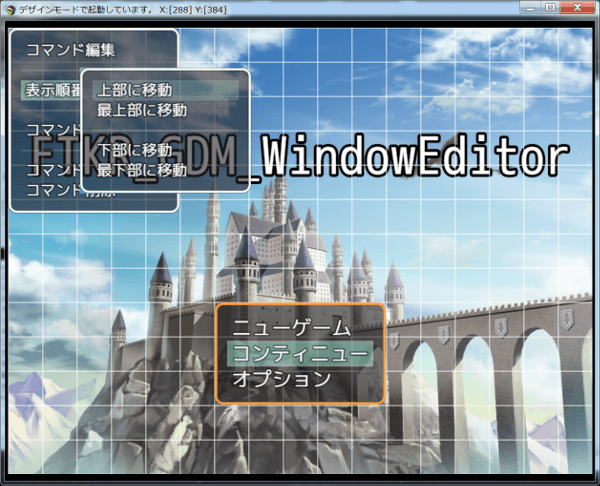 デザインモードで起動しています。 X:[288] Y:[384]
コマンド編集
表示順番
上部に移動
最上部に移動
コマンド
下部に移動
コマ
最下部に移動
コマンド削除
FTKR_GDM_WindowEditor
ニューゲーム
コンティニュー
オプション